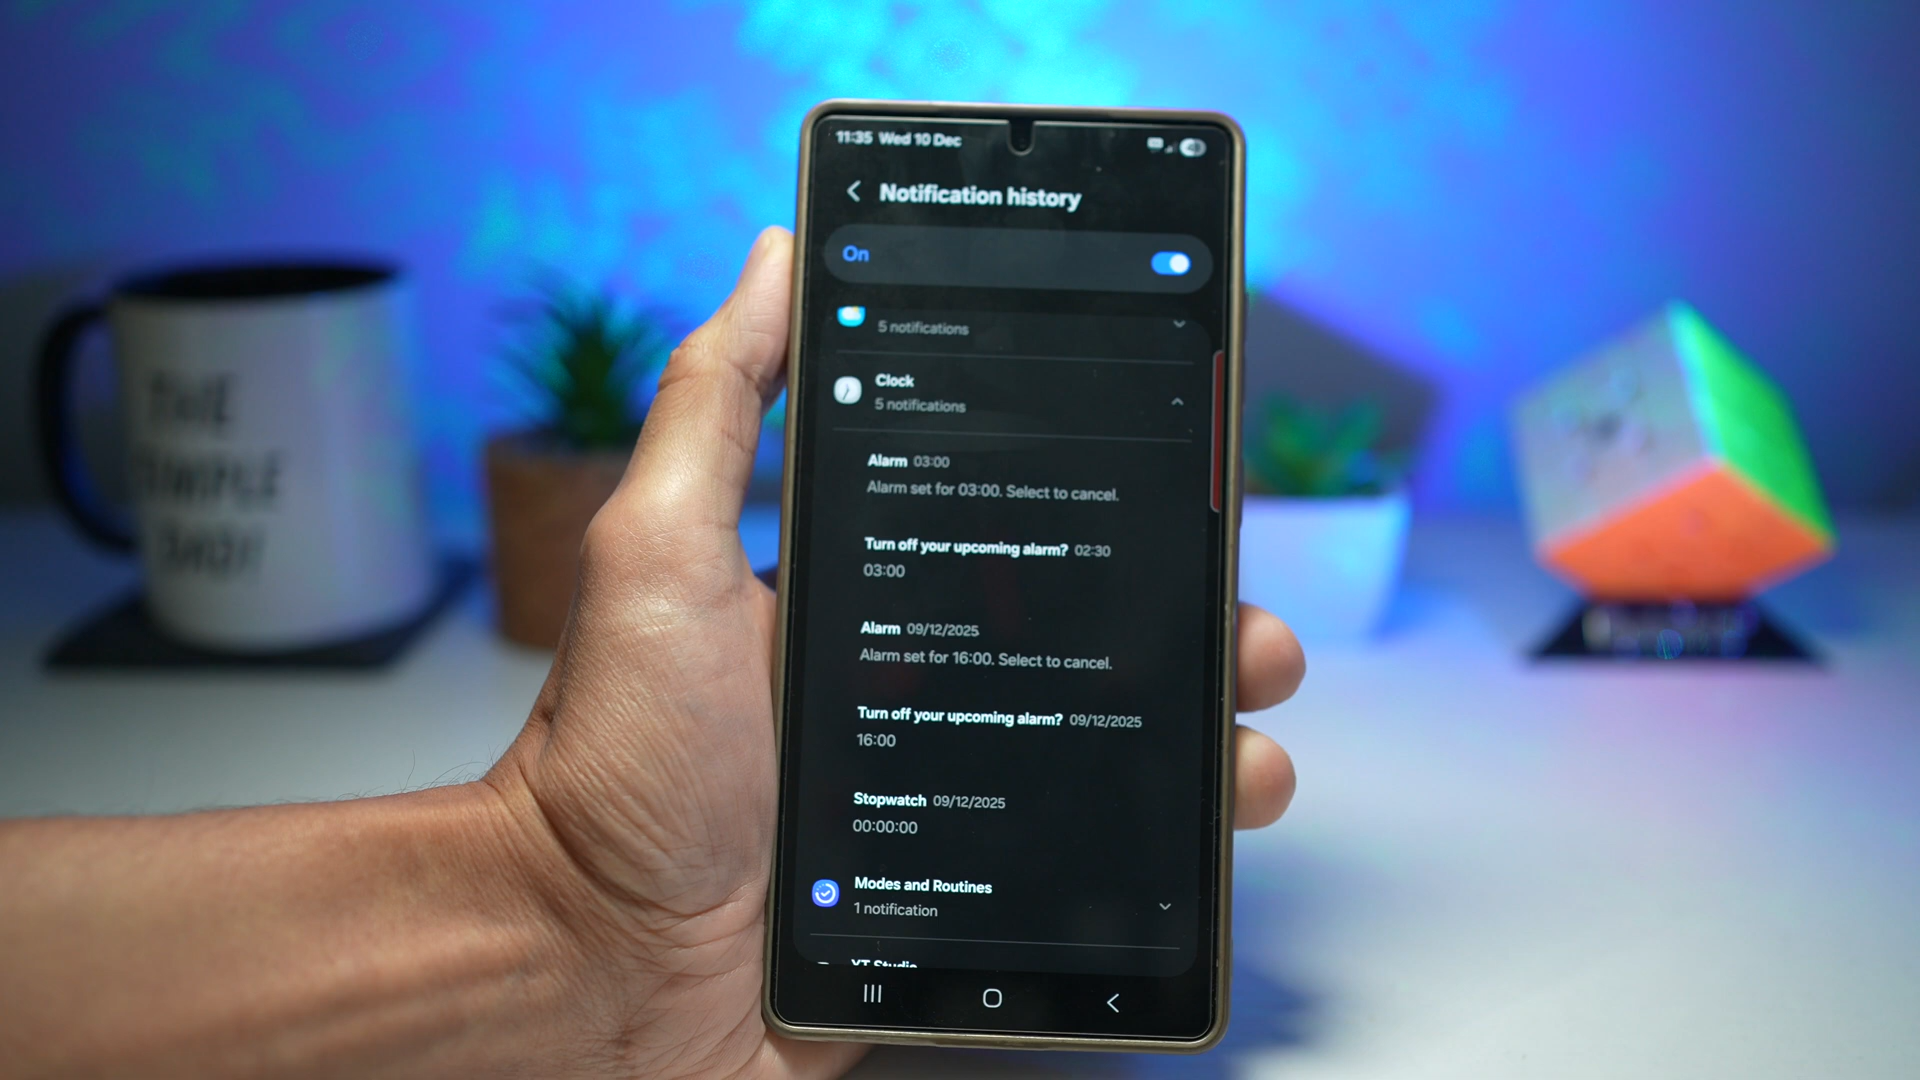 11:35 Wed 10 Dec
Notification history
On
5 notifications
Clock
5 notifications
Alarm 03:00
Alarm set for 03:00. Select to cancel.
Turn off your upcoming alarm? 02:30
03:00
Alarm 09/12/2025
Alarm set for 16:00. Select to cancel.
Turn off your upcoming alarm? 09/12/2025
16:00
Stopwatch 09/12/2025
00:00:00
Modes and Routines
1 notification
YT Studio
THE